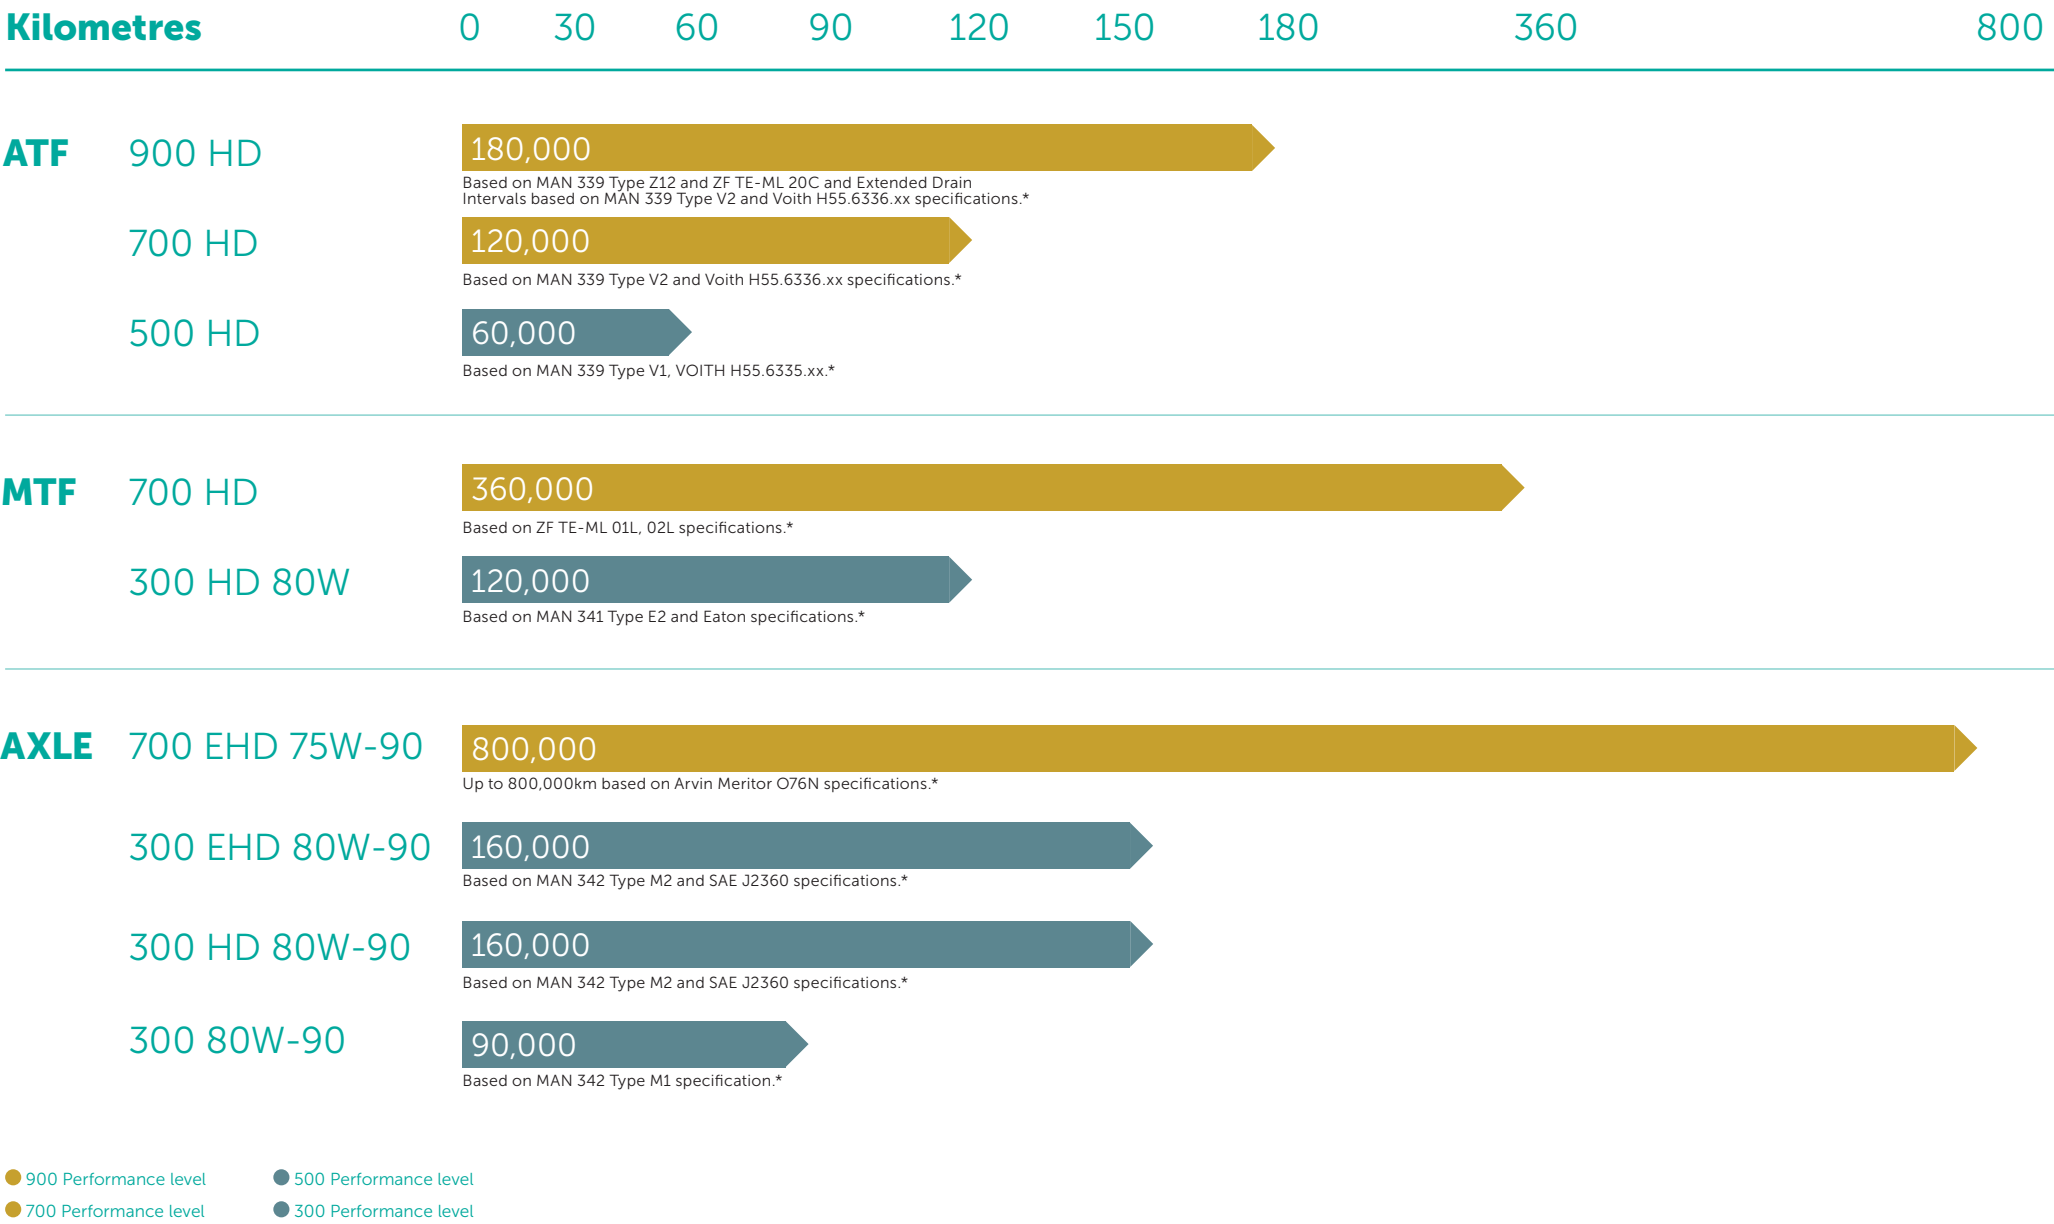 Kilometres 0 30 60 90 120 150 180 360 800
ATF 900 HD 180,000
Based on MAN 339 Type Z12 and ZF TE-ML 20C and Extended Drain
Intervals based on MAN 339 Type V2 and Voith H55.6336.xx specifications.*
700 HD 120,000
Based on MAN 339 Type V2 and Voith H55.6336.xx specifications.*
500 HD 60,000
Based on MAN 339 Type V1, VOITH H55.6335.xx.*
MTF 700 HD 360,000
Based on ZF TE-ML 01L, 02L specifications.*
300 HD 80W 120,000
Based on MAN 341 Type E2 and Eaton specifications.*
AXLE 700 EHD 75W-90 800,000
Up to 800,000km based on Arvin Meritor O76N specifications.*
300 EHD 80W-90 160,000
Based on MAN 342 Type M2 and SAE J2360 specifications.*
300 HD 80W-90 160,000
Based on MAN 342 Type M2 and SAE J2360 specifications.*
300 80W-90 90,000
Based on MAN 342 Type M1 specification.*
900 Performance level 500 Performance level
700 Performance level 300 Performance level